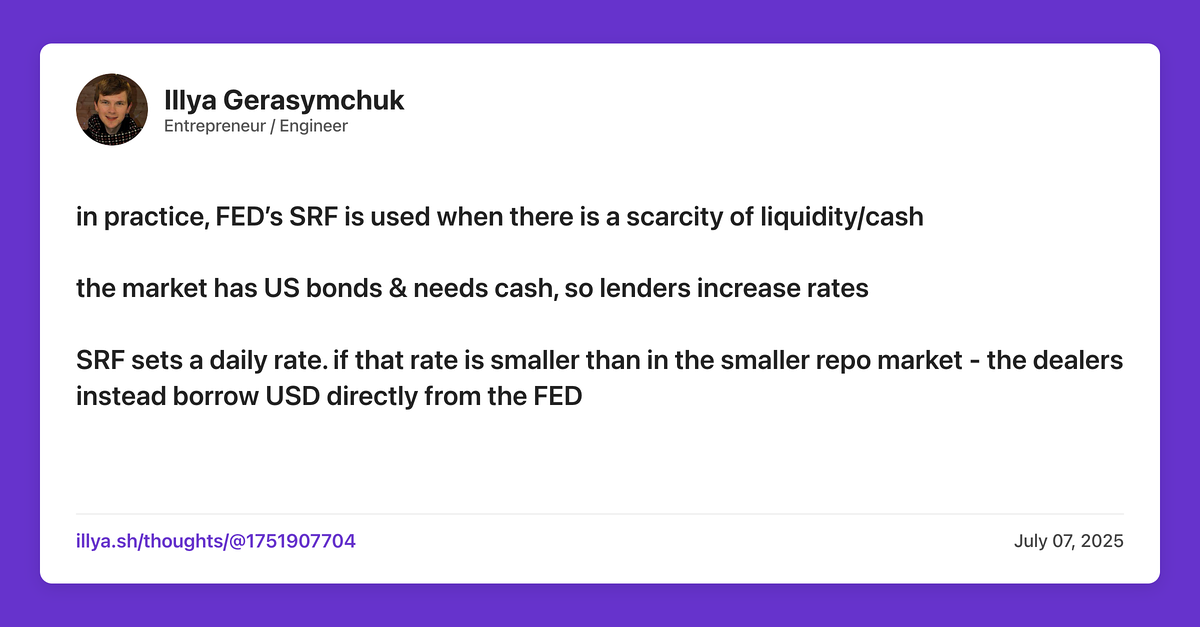 Illya Gerasymchuk
Entrepreneur / Engineer
in practice, FED’s SRF is used when there is a scarcity of liquidity/cash
the market has US bonds & needs cash, so lenders increase rates
SRF sets a daily rate. if that rate is smaller than in the smaller repo market - the dealers
instead borrow USD directly from the FED
illya.sh/thoughts/@1751907704
July 07, 2025